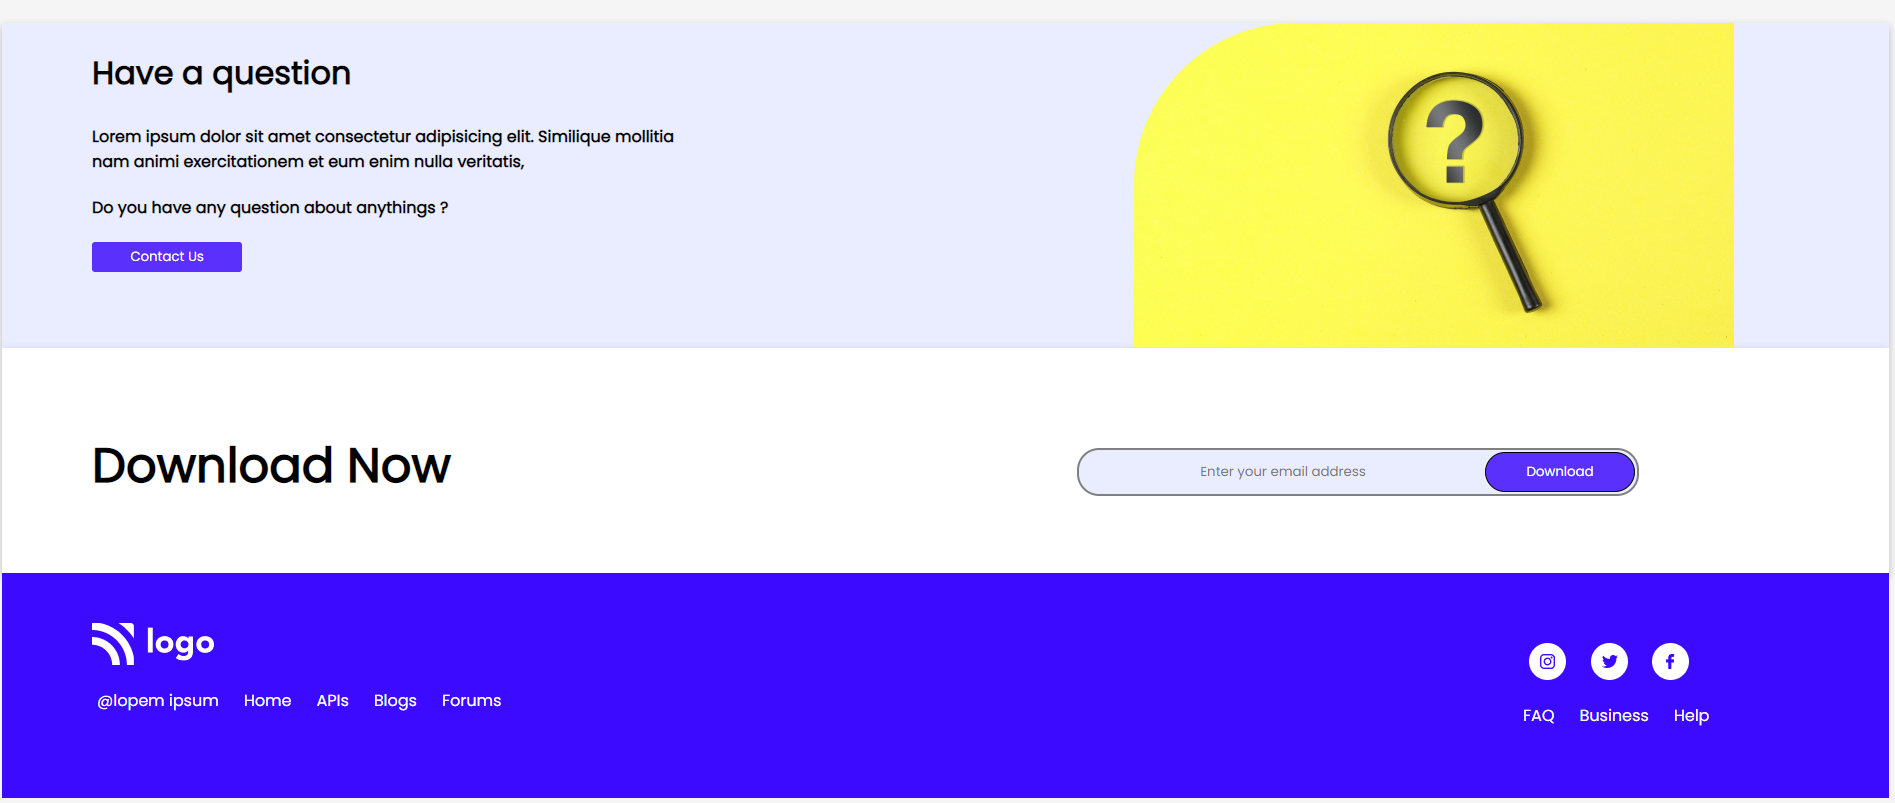 Have a question
Lorem ipsum dolor sit amet consectetur adipisicing elit. Similique mollitia
nam animi exercitationem et eum enim nulla veritatis,
Do you have any question about anythings ?
Contact Us
?
Download Now
Enter your email address
Download
logo
@lopem ipsum Home APIs Blogs Forums
FAQ Business Help